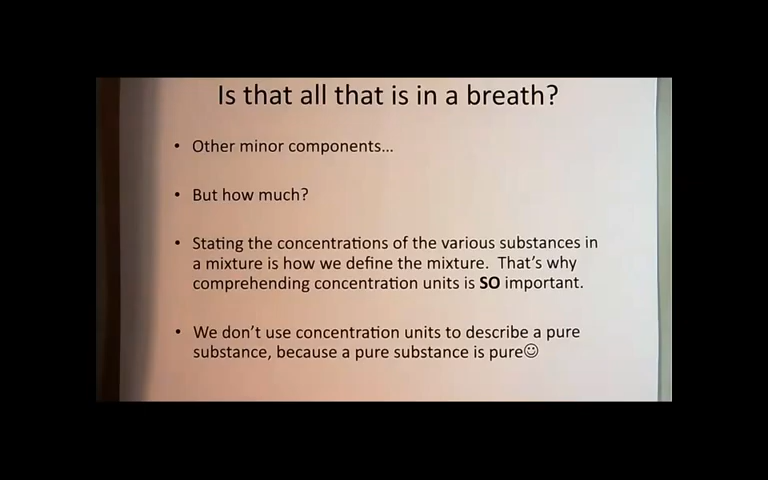 Is that all that is in a breath?
• Other minor components...
• But how much?
• Stating the concentrations of the various substances in
a mixture is how we define the mixture.  That's why
comprehending concentration units is SO important.
• We don't use concentration units to describe a pure
substance, because a pure substance is pure☺